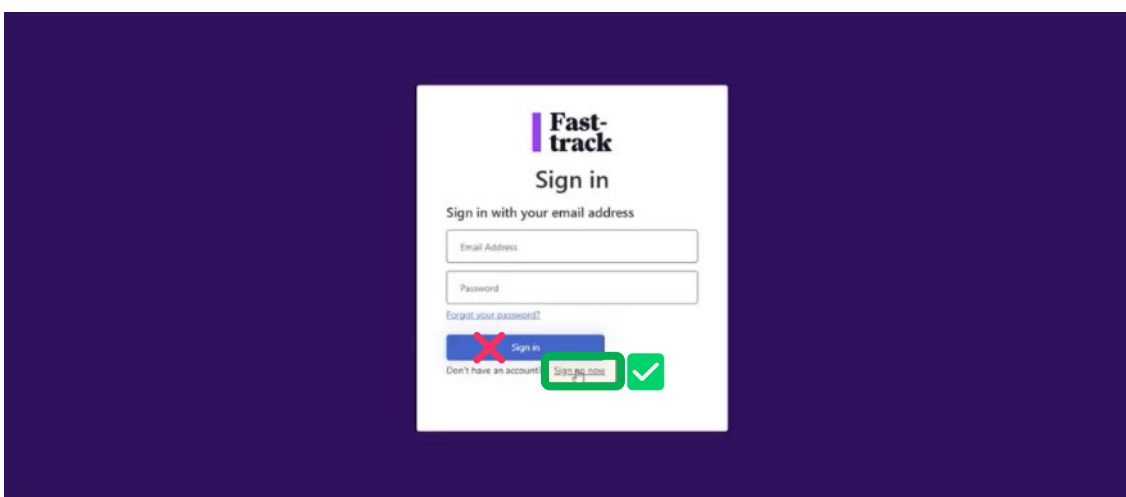 Fast-
track
Sign in
Sign in with your email address
Email Address
Password
Forgot your password?
Sign in
Don't have an account? Sign up now